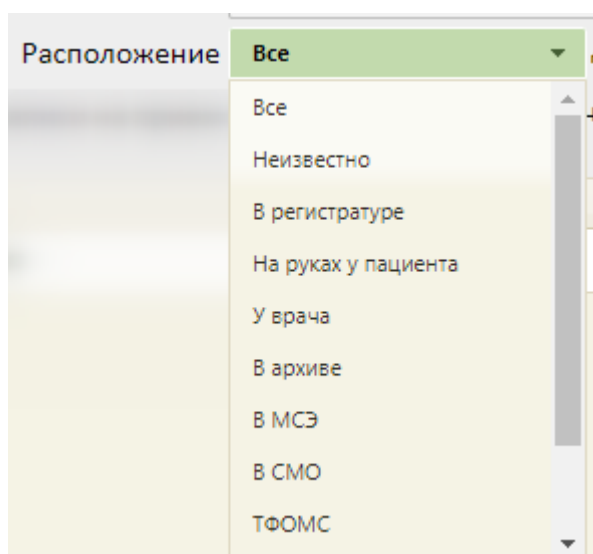 Расположение Все
Все
Неизвестно
В регистратуре
На руках у пациента
У врача
В архиве
В МСЭ
В СМО
ТФОМС